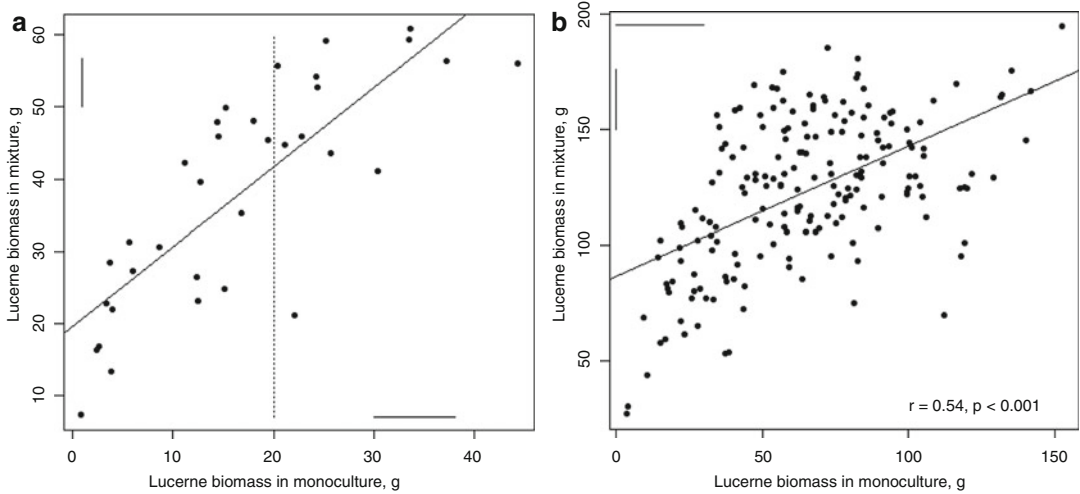 a
Lucerne biomass in mixture, g
60
50
40
30
20
10
0 10 20 30 40
Lucerne biomass in monoculture, g
b
Lucerne biomass in mixture, g
200
150
100
50
r = 0.54, p < 0.001
0 50 100 150
Lucerne biomass in monoculture, g